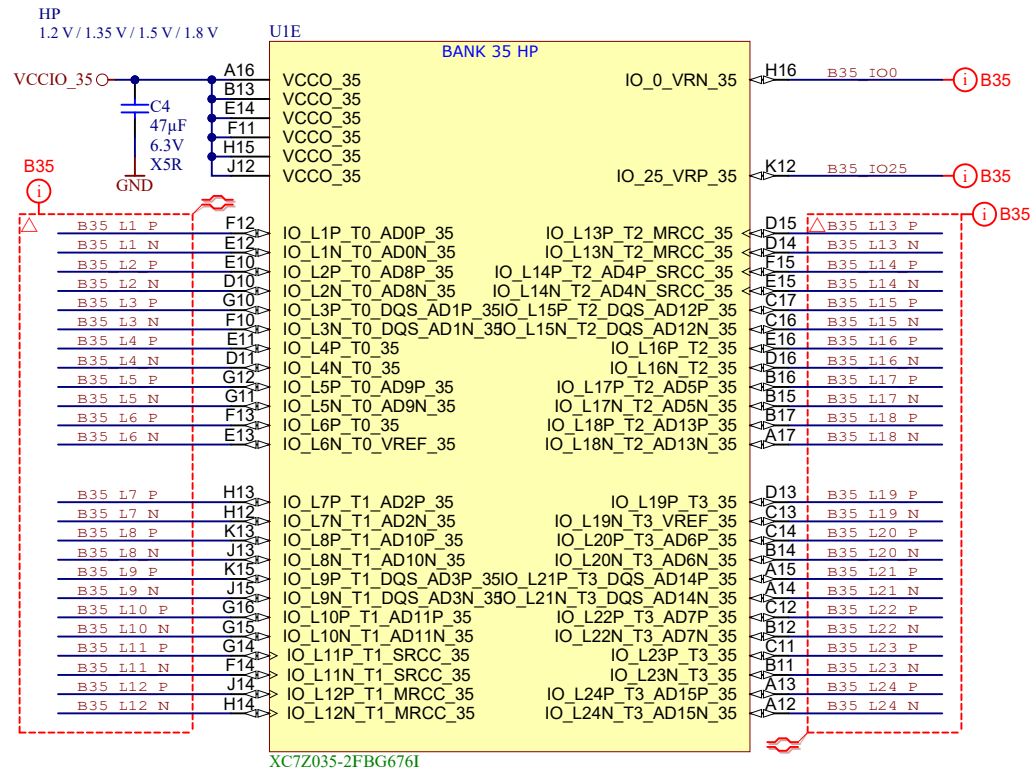 HP
1.2 V / 1.35 V / 1.5 V / 1.8 V
U1E
BANK 35 HP
VCCIO_35
A16 VCCO_35
B13 VCCO_35
E14 VCCO_35
F11 VCCO_35
H15 VCCO_35
J12 VCCO_35
C4
47µF
6.3V
X5R
GND
IO_0_VRN_35 H16 B35_IO0 i B35
IO_25_VRP_35 K12 B35_IO25 i B35
B35
i
i B35
B35_L1_P F12 IO_L1P_T0_AD0P_35
B35_L1_N E12 IO_L1N_T0_AD0N_35
B35_L2_P E10 IO_L2P_T0_AD8P_35
B35_L2_N D10 IO_L2N_T0_AD8N_35
B35_L3_P G10 IO_L3P_T0_DQS_AD1P_35
B35_L3_N F10 IO_L3N_T0_DQS_AD1N_35
B35_L4_P E11 IO_L4P_T0_35
B35_L4_N D11 IO_L4N_T0_35
B35_L5_P G12 IO_L5P_T0_AD9P_35
B35_L5_N G11 IO_L5N_T0_AD9N_35
B35_L6_P F13 IO_L6P_T0_35
B35_L6_N E13 IO_L6N_T0_VREF_35
B35_L7_P H13 IO_L7P_T1_AD2P_35
B35_L7_N H12 IO_L7N_T1_AD2N_35
B35_L8_P K13 IO_L8P_T1_AD10P_35
B35_L8_N J13 IO_L8N_T1_AD10N_35
B35_L9_P K15 IO_L9P_T1_DQS_AD3P_35
B35_L9_N J15 IO_L9N_T1_DQS_AD3N_35
B35_L10_P G16 IO_L10P_T1_AD11P_35
B35_L10_N G15 IO_L10N_T1_AD11N_35
B35_L11_P G14 IO_L11P_T1_SRCC_35
B35_L11_N F14 IO_L11N_T1_SRCC_35
B35_L12_P J14 IO_L12P_T1_MRCC_35
B35_L12_N H14 IO_L12N_T1_MRCC_35
IO_L13P_T2_MRCC_35 D15 B35_L13_P
IO_L13N_T2_MRCC_35 D14 B35_L13_N
IO_L14P_T2_AD4P_SRCC_35 F15 B35_L14_P
IO_L14N_T2_AD4N_SRCC_35 E15 B35_L14_N
IO_L15P_T2_DQS_AD12P_35 C17 B35_L15_P
IO_L15N_T2_DQS_AD12N_35 C16 B35_L15_N
IO_L16P_T2_35 E16 B35_L16_P
IO_L16N_T2_35 D16 B35_L16_N
IO_L17P_T2_AD5P_35 B16 B35_L17_P
IO_L17N_T2_AD5N_35 B15 B35_L17_N
IO_L18P_T2_AD13P_35 B17 B35_L18_P
IO_L18N_T2_AD13N_35 A17 B35_L18_N
IO_L19P_T3_35 D13 B35_L19_P
IO_L19N_T3_VREF_35 C13 B35_L19_N
IO_L20P_T3_AD6P_35 C14 B35_L20_P
IO_L20N_T3_AD6N_35 B14 B35_L20_N
IO_L21P_T3_DQS_AD14P_35 A15 B35_L21_P
IO_L21N_T3_DQS_AD14N_35 A14 B35_L21_N
IO_L22P_T3_AD7P_35 C12 B35_L22_P
IO_L22N_T3_AD7N_35 B12 B35_L22_N
IO_L23P_T3_35 C11 B35_L23_P
IO_L23N_T3_35 B11 B35_L23_N
IO_L24P_T3_AD15P_35 A13 B35_L24_P
IO_L24N_T3_AD15N_35 A12 B35_L24_N
XC7Z035-2FBG676I